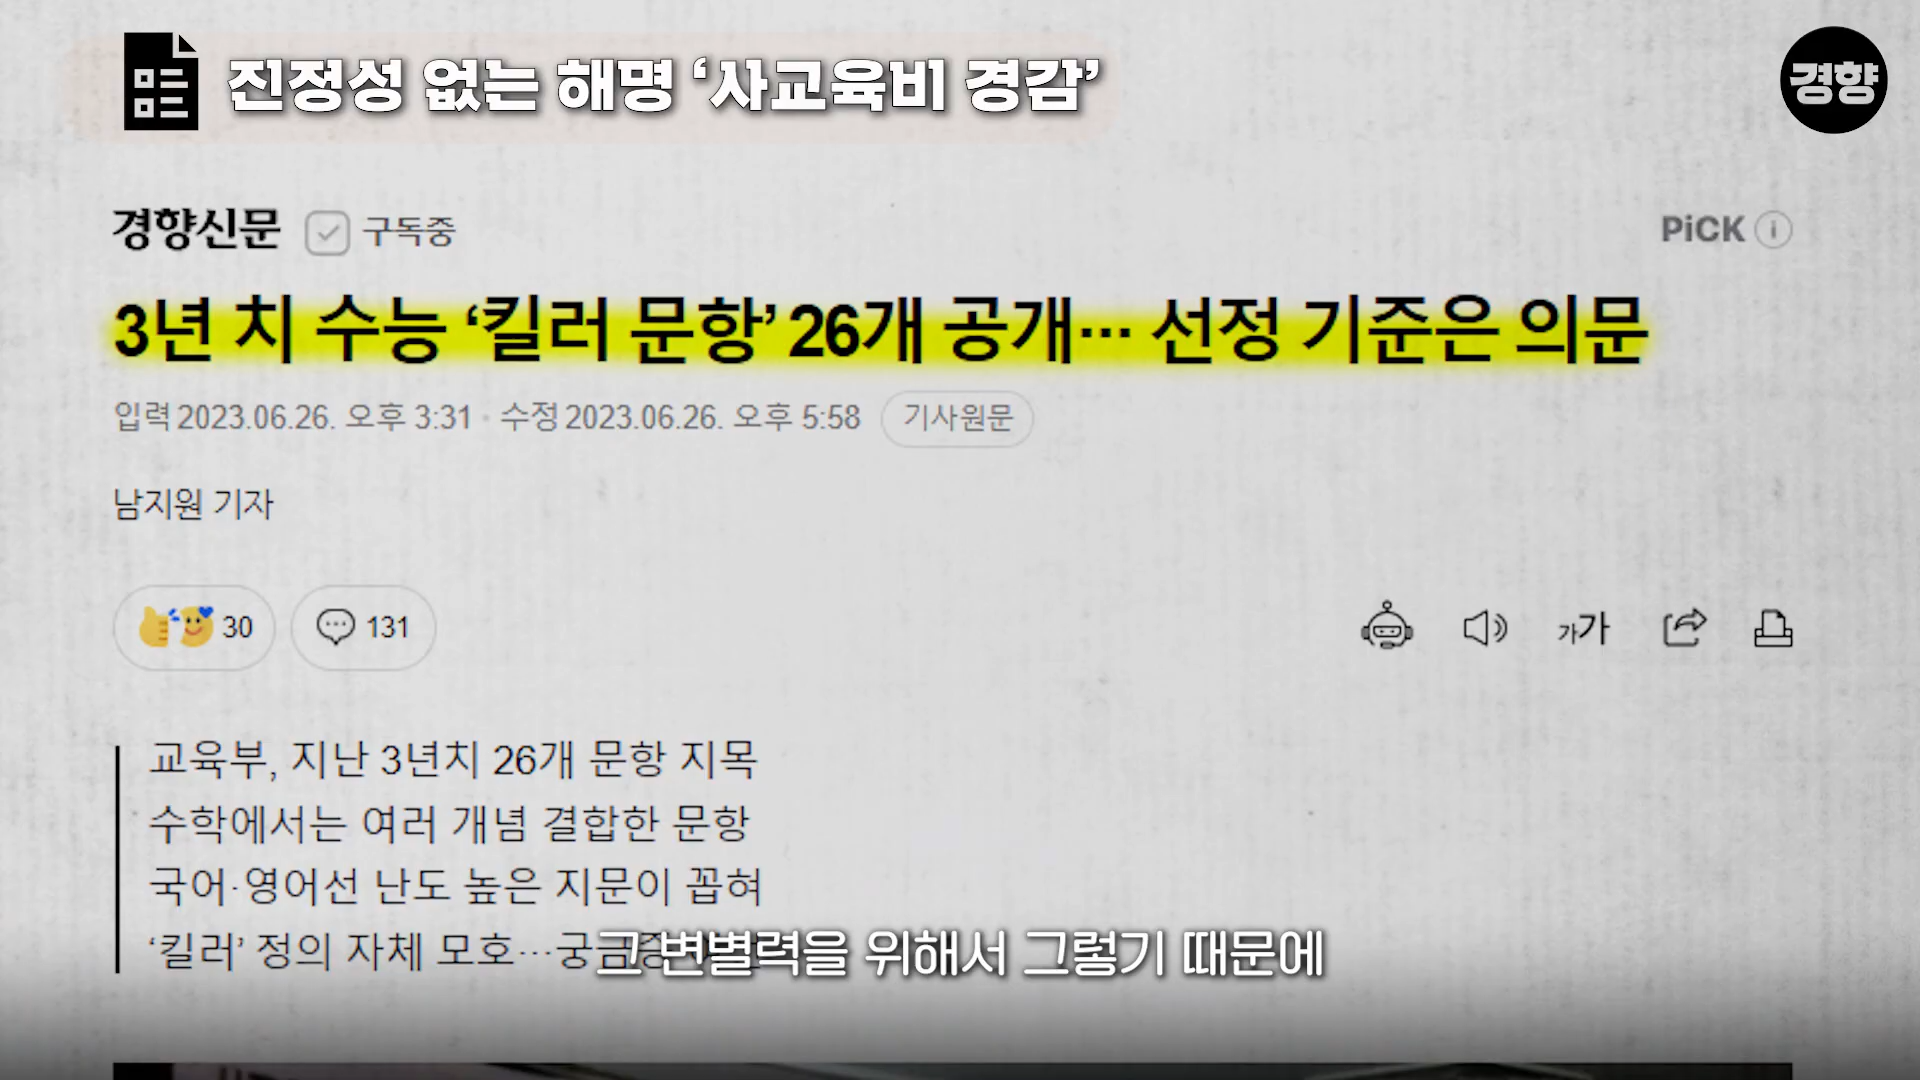 진정성 없는 해명 ‘사교육비 경감’
경향
경향신문 구독중
PiCK
3년 치 수능 ‘킬러 문항’ 26개 공개… 선정 기준은 의문
입력 2023.06.26. 오후 3:31 · 수정 2023.06.26. 오후 5:58 기사원문
남지원 기자
30 131
가가
교육부, 지난 3년치 26개 문항 지목
수학에서는 여러 개념 결합한 문항
국어·영어선 난도 높은 지문이 꼽혀
‘킬러’ 정의 자체 모호…궁금증
그 변별력을 위해서 그렇기 때문에